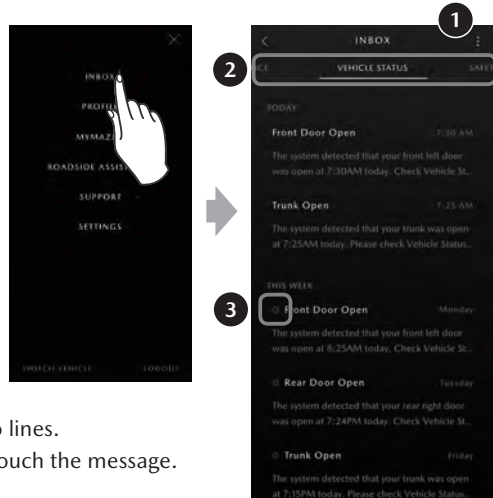 INBOX
PROFIL
MYMAZ
ROADSIDE ASSIS
SUPPORT
SETTINGS
SWITCH VEHICLE LOGOUT
1
INBOX
2
CE VEHICLE STATUS SAFET
TODAY
Front Door Open 7:30 AM
The system detected that your front left door
was open at 7:30AM today. Check Vehicle St...
Trunk Open 7:25 AM
The system detected that your trunk was open
at 7:25AM today. Please check Vehicle Status...
THIS WEEK
3
Front Door Open Monday
The system detected that your front left door
was open at 8:25AM today. Check Vehicle St...
Rear Door Open Tuesday
The system detected that your rear right door
was open at 7:24PM today. Check Vehicle St...
Trunk Open Friday
The system detected that your trunk was open
at 7:15PM today. Please check Vehicle Status...
lines.
ouch the message.